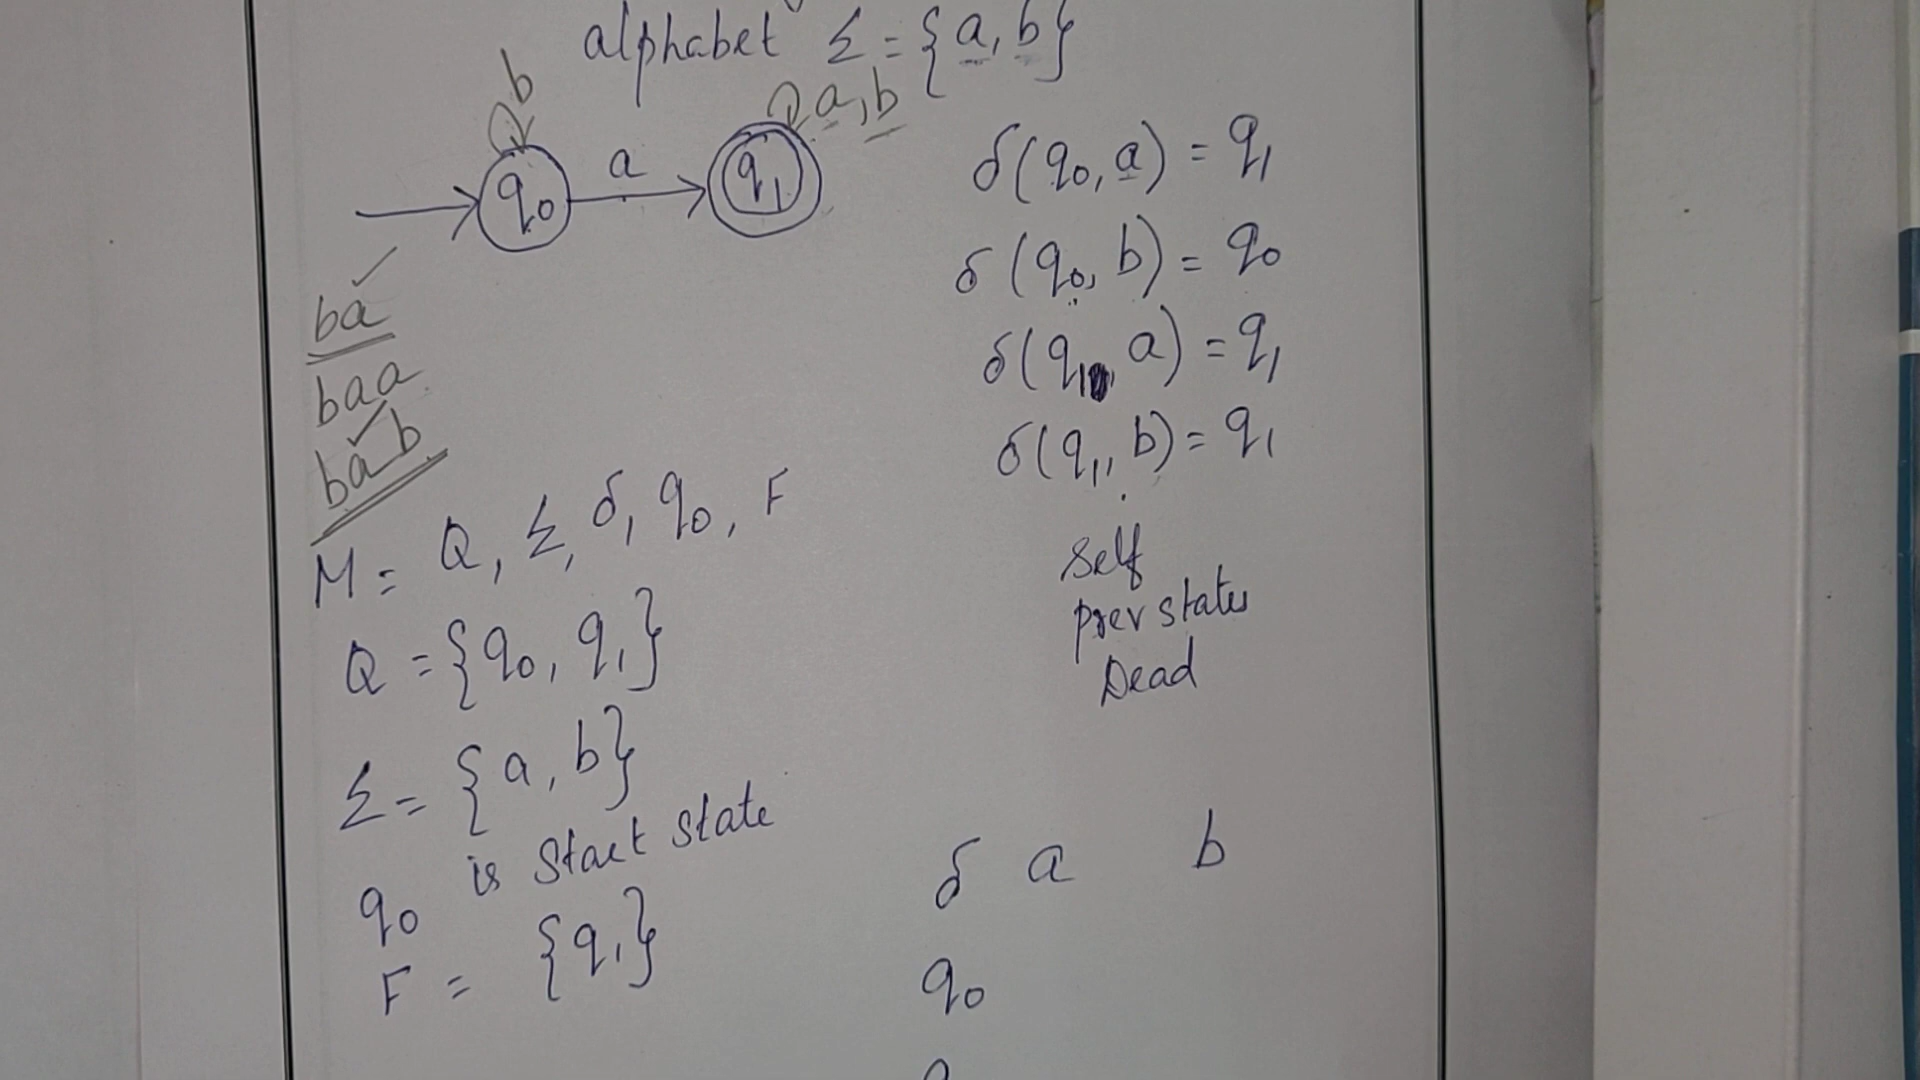 alphabet Σ = {a, b}
b
a, b
q0 a q1
δ(q0, a) = q1
δ(q0, b) = q0
δ(q1, a) = q1
δ(q1, b) = q1
ba ✓
baa
bab ✓
M = Q, Σ, δ, q0, F
Q = {q0, q1}
Σ = {a, b}
q0 is start state
F = {q1}
Self
prev states
Dead
δ a b
q0